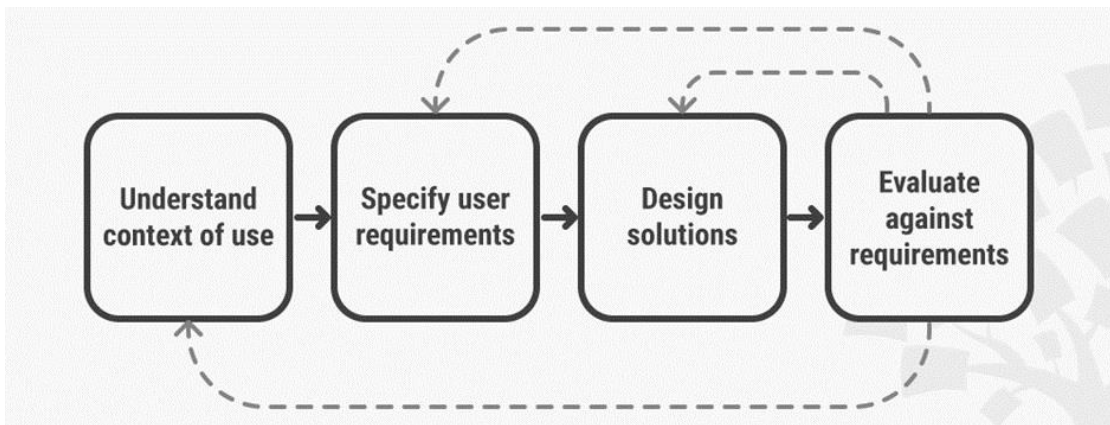 Understand
context of use
Specify user
requirements
Design
solutions
Evaluate
against
requirements